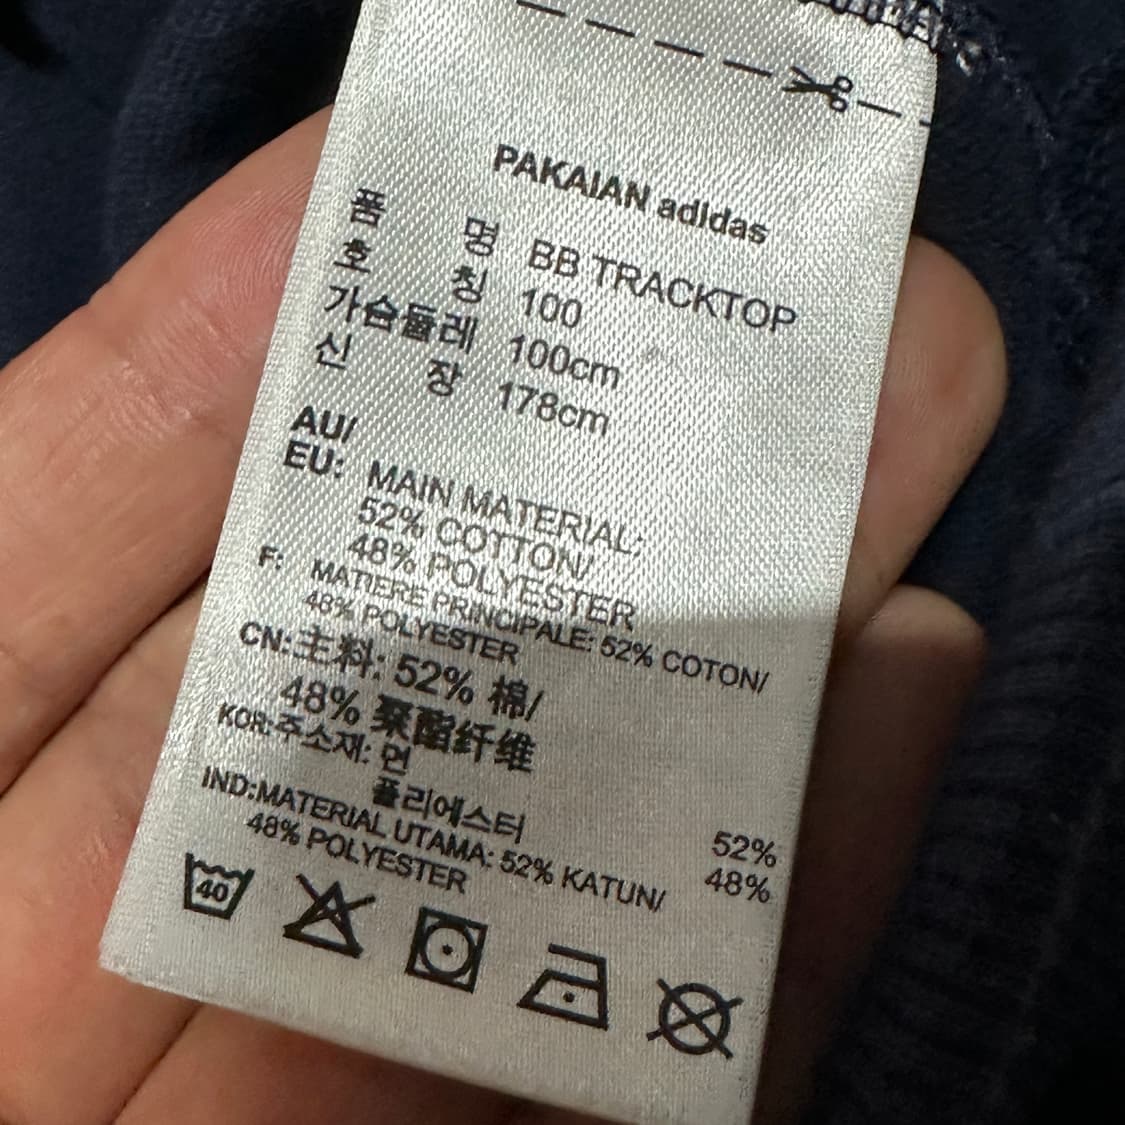 PAKAIAN adidas
품 명 BB TRACKTOP
호 칭 100
가슴둘레 100cm
신 장 178cm
AU/
EU: MAIN MATERIAL:
52% COTTON/
48% POLYESTER
F: MATIERE PRINCIPALE: 52% COTON/
48% POLYESTER
CN:主料: 52% 棉/
48% 聚酯纤维
KOR:주소재: 면 52%
폴리에스터 48%
IND:MATERIAL UTAMA: 52% KATUN/
48% POLYESTER
40